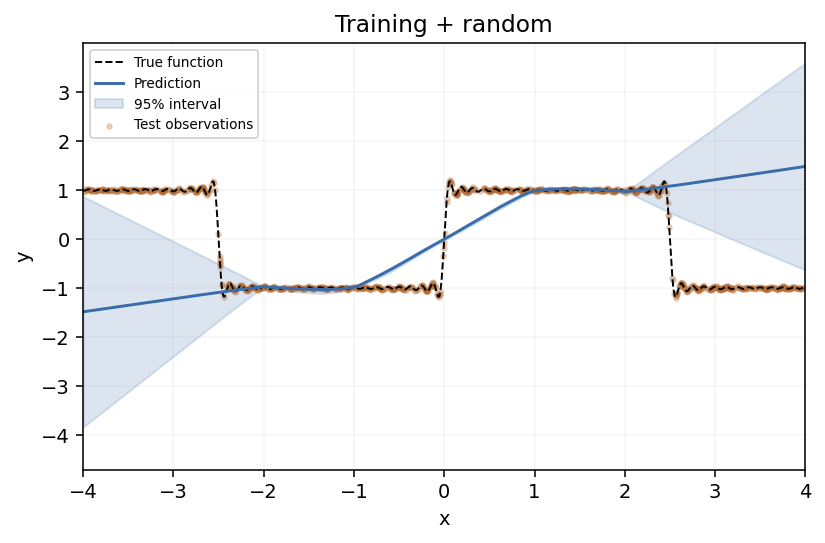 Training + random
True function
Prediction
95% interval
Test observations
3
2
1
0
−1
−2
−3
−4
y
−4
−3
−2
−1
0
1
2
3
4
x